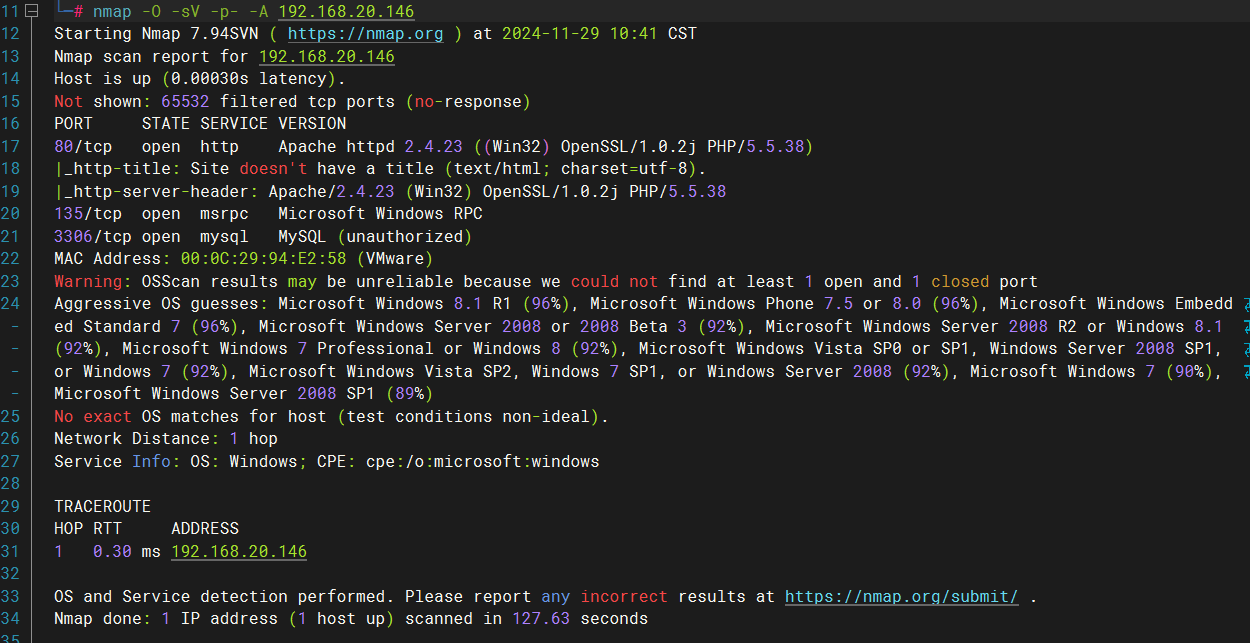 11 └─# nmap -O -sV -p- -A 192.168.20.146
12 Starting Nmap 7.94SVN ( https://nmap.org ) at 2024-11-29 10:41 CST
13 Nmap scan report for 192.168.20.146
14 Host is up (0.00030s latency).
15 Not shown: 65532 filtered tcp ports (no-response)
16 PORT     STATE SERVICE VERSION
17 80/tcp   open  http    Apache httpd 2.4.23 ((Win32) OpenSSL/1.0.2j PHP/5.5.38)
18 |_http-title: Site doesn't have a title (text/html; charset=utf-8).
19 |_http-server-header: Apache/2.4.23 (Win32) OpenSSL/1.0.2j PHP/5.5.38
20 135/tcp  open  msrpc   Microsoft Windows RPC
21 3306/tcp open  mysql   MySQL (unauthorized)
22 MAC Address: 00:0C:29:94:E2:58 (VMware)
23 Warning: OSScan results may be unreliable because we could not find at least 1 open and 1 closed port
24 Aggressive OS guesses: Microsoft Windows 8.1 R1 (96%), Microsoft Windows Phone 7.5 or 8.0 (96%), Microsoft Windows Embedd
- ed Standard 7 (96%), Microsoft Windows Server 2008 or 2008 Beta 3 (92%), Microsoft Windows Server 2008 R2 or Windows 8.1
- (92%), Microsoft Windows 7 Professional or Windows 8 (92%), Microsoft Windows Vista SP0 or SP1, Windows Server 2008 SP1,
- or Windows 7 (92%), Microsoft Windows Vista SP2, Windows 7 SP1, or Windows Server 2008 (92%), Microsoft Windows 7 (90%),
- Microsoft Windows Server 2008 SP1 (89%)
25 No exact OS matches for host (test conditions non-ideal).
26 Network Distance: 1 hop
27 Service Info: OS: Windows; CPE: cpe:/o:microsoft:windows
28
29 TRACEROUTE
30 HOP RTT     ADDRESS
31 1   0.30 ms 192.168.20.146
32
33 OS and Service detection performed. Please report any incorrect results at https://nmap.org/submit/ .
34 Nmap done: 1 IP address (1 host up) scanned in 127.63 seconds
35